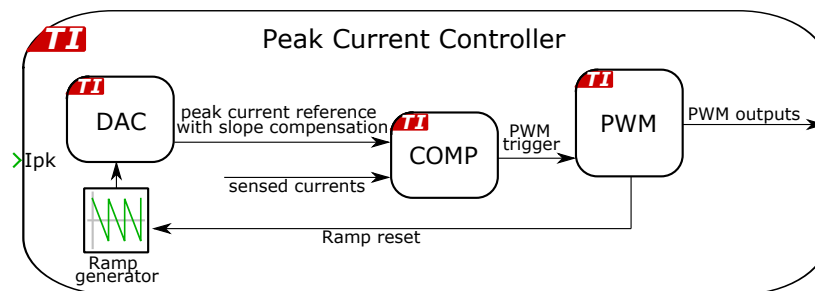 TI
Peak Current Controller
TI
DAC
peak current reference
with slope compensation
TI
COMP
sensed currents
PWM
trigger
TI
PWM
PWM outputs
Ipk
Ramp reset
Ramp
generator